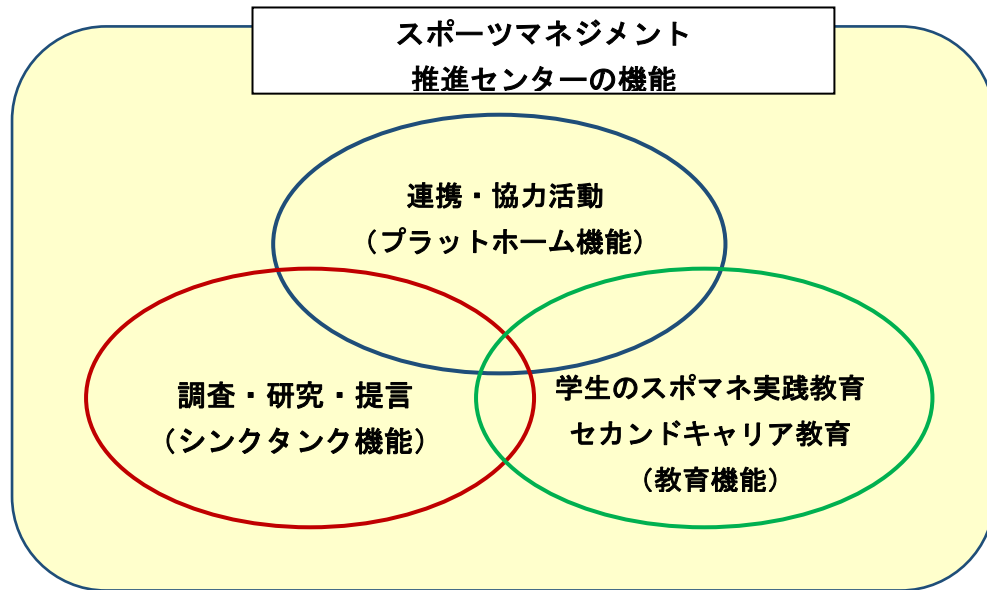 スポーツマネジメント
推進センターの機能
連携・協力活動
（プラットホーム機能）
調査・研究・提言
（シンクタンク機能）
学生のスポマネ実践教育
セカンドキャリア教育
（教育機能）